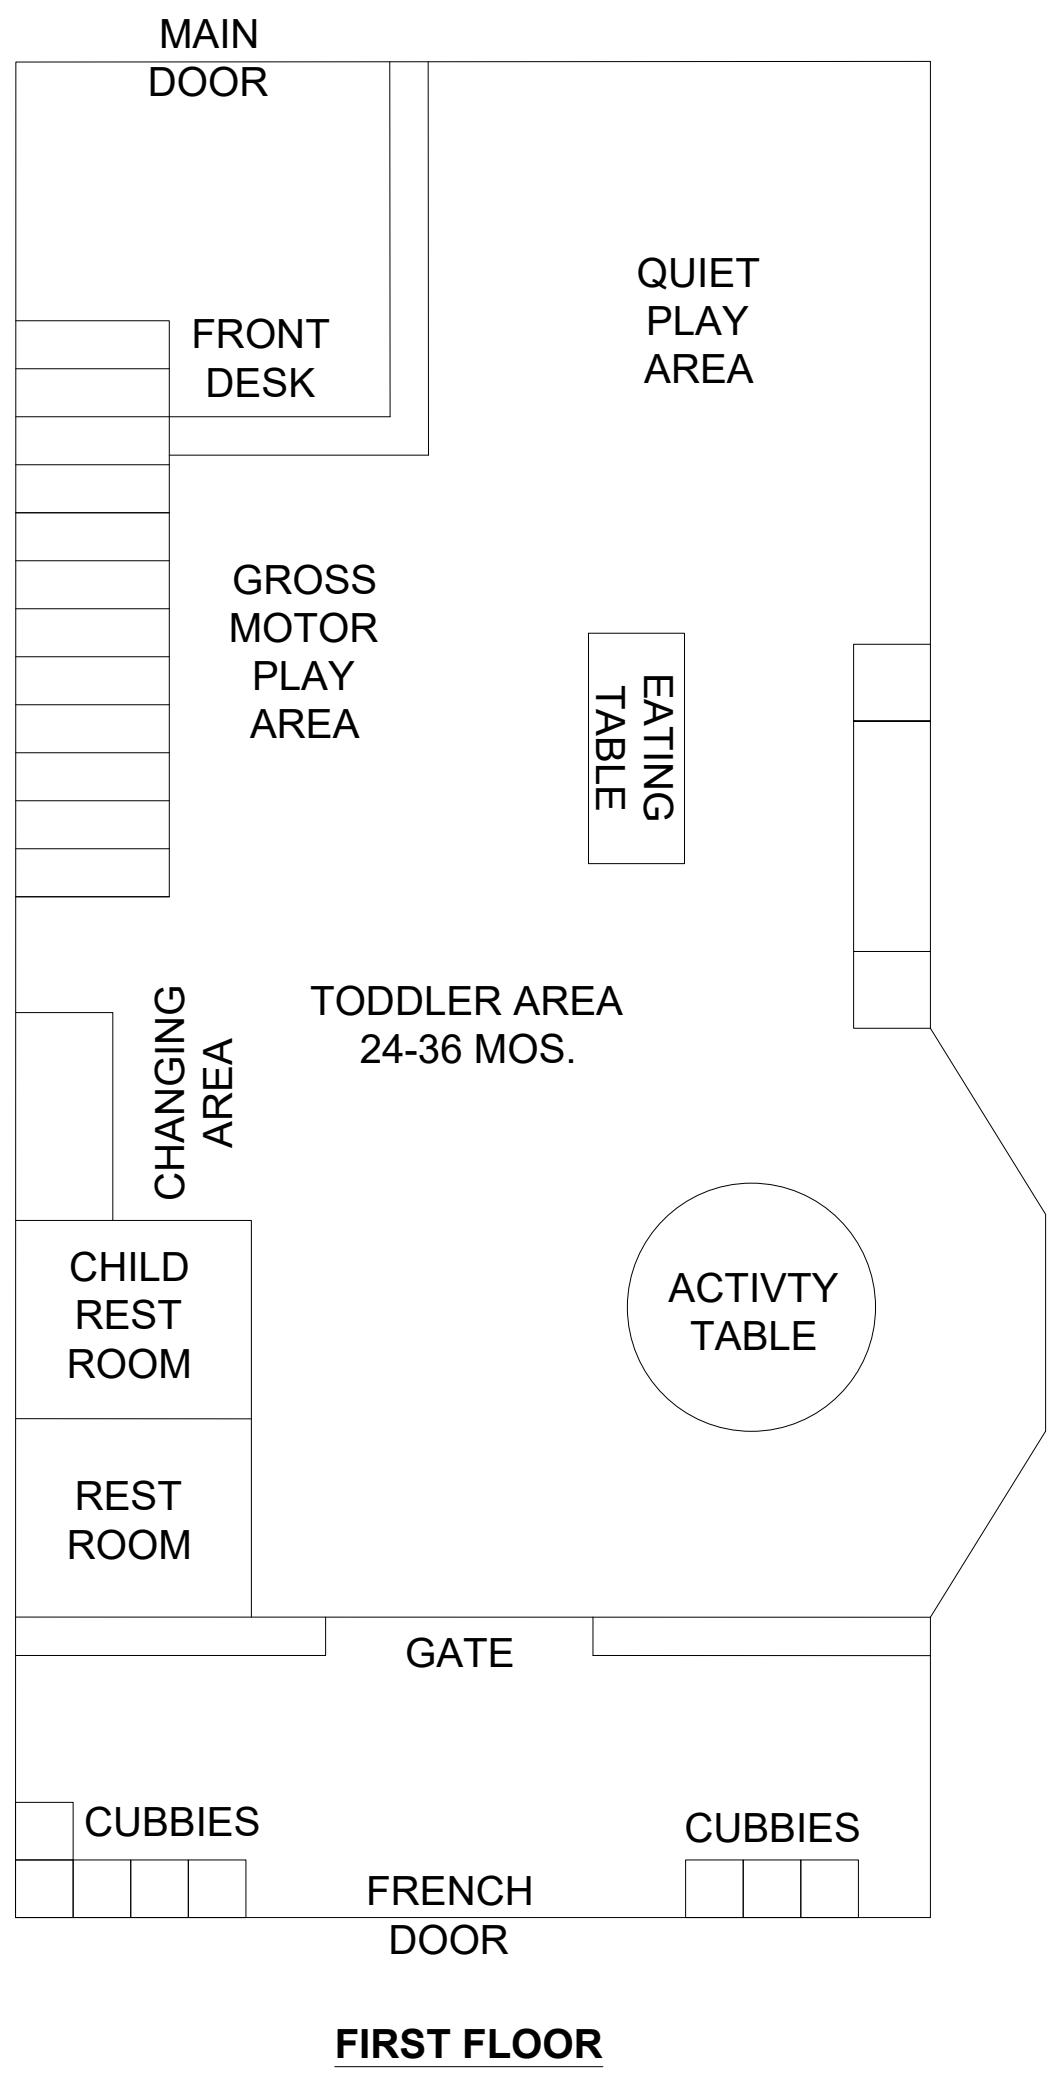 MAIN
DOOR
QUIET
PLAY
AREA
FRONT
DESK
GROSS
MOTOR
PLAY
AREA
EATING
TABLE
TODDLER AREA
24-36 MOS.
CHANGING
AREA
CHILD
REST
ROOM
ACTIVTY
TABLE
REST
ROOM
GATE
CUBBIES
CUBBIES
FRENCH
DOOR
FIRST FLOOR